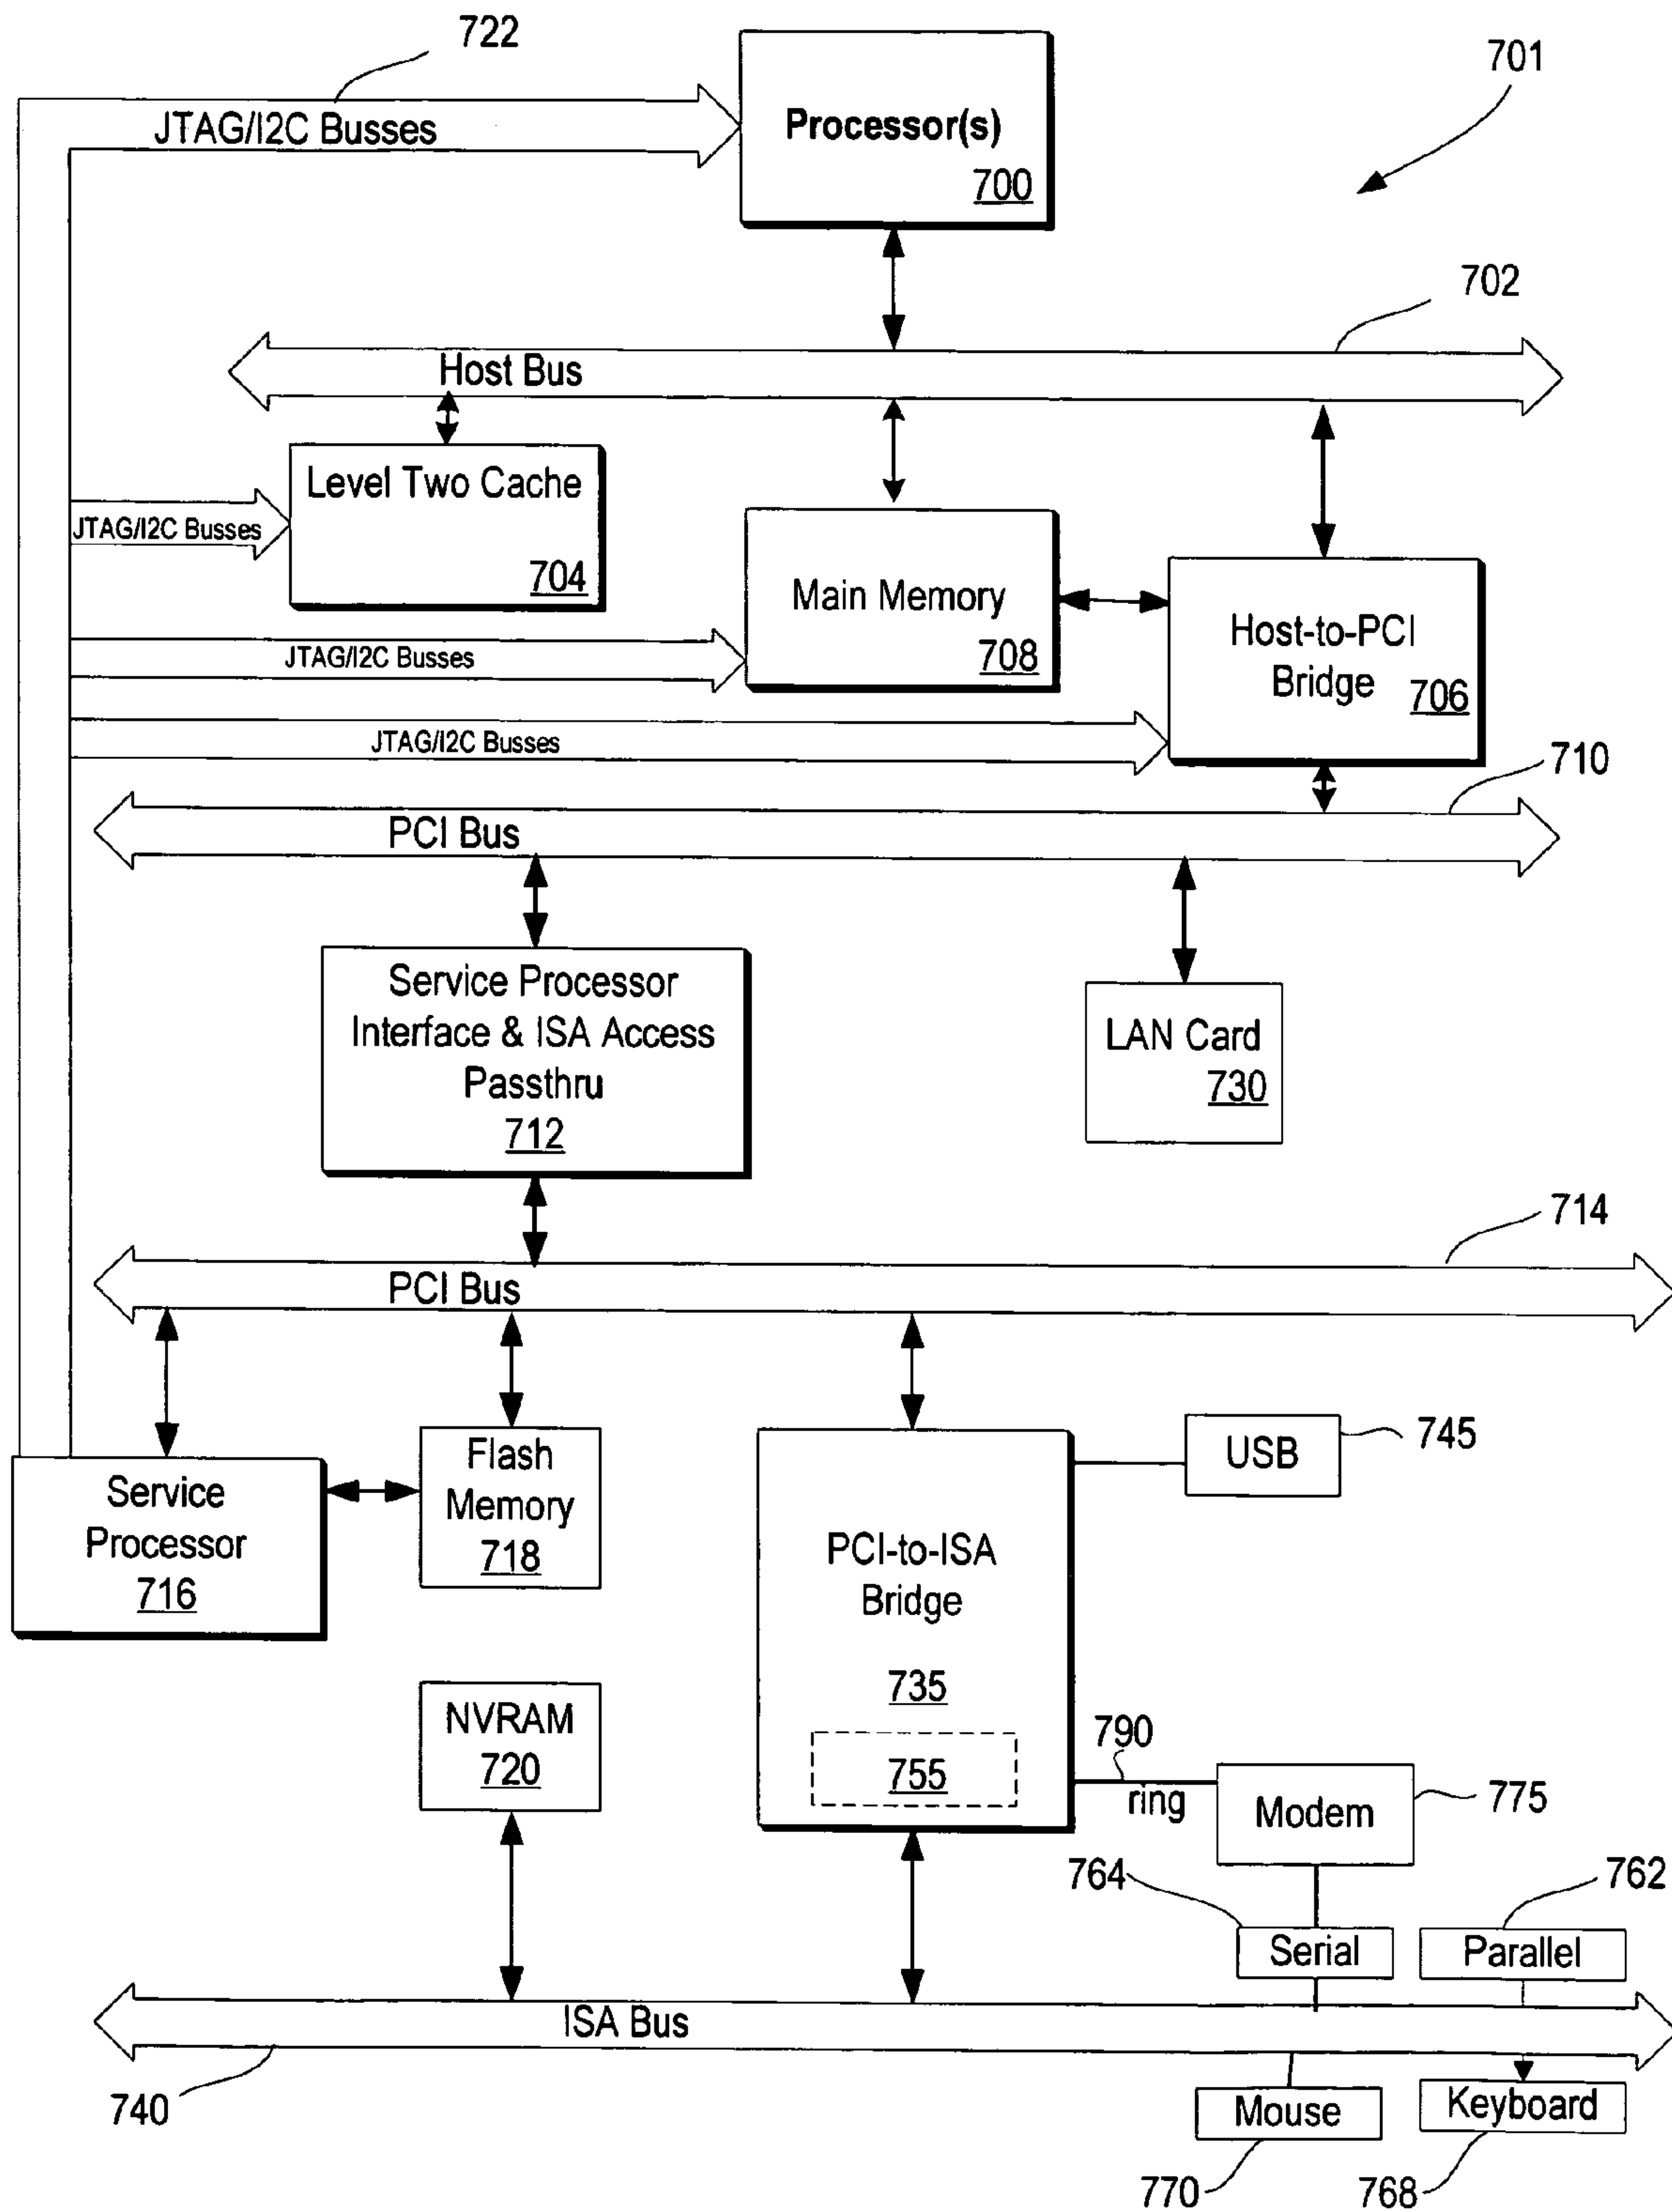 722
701
JTAG/I2C Busses
Processor(s)
700
702
Host Bus
Level Two Cache
704
JTAG/I2C Busses
Main Memory
708
Host-to-PCI
Bridge
706
JTAG/I2C Busses
JTAG/I2C Busses
710
PCI Bus
Service Processor
Interface & ISA Access
Passthru
712
LAN Card
730
714
PCI Bus
Service
Processor
716
Flash
Memory
718
USB
745
PCI-to-ISA
Bridge
735
755
NVRAM
720
790
ring
Modem
775
764
762
Serial
Parallel
ISA Bus
740
Mouse
Keyboard
770
768